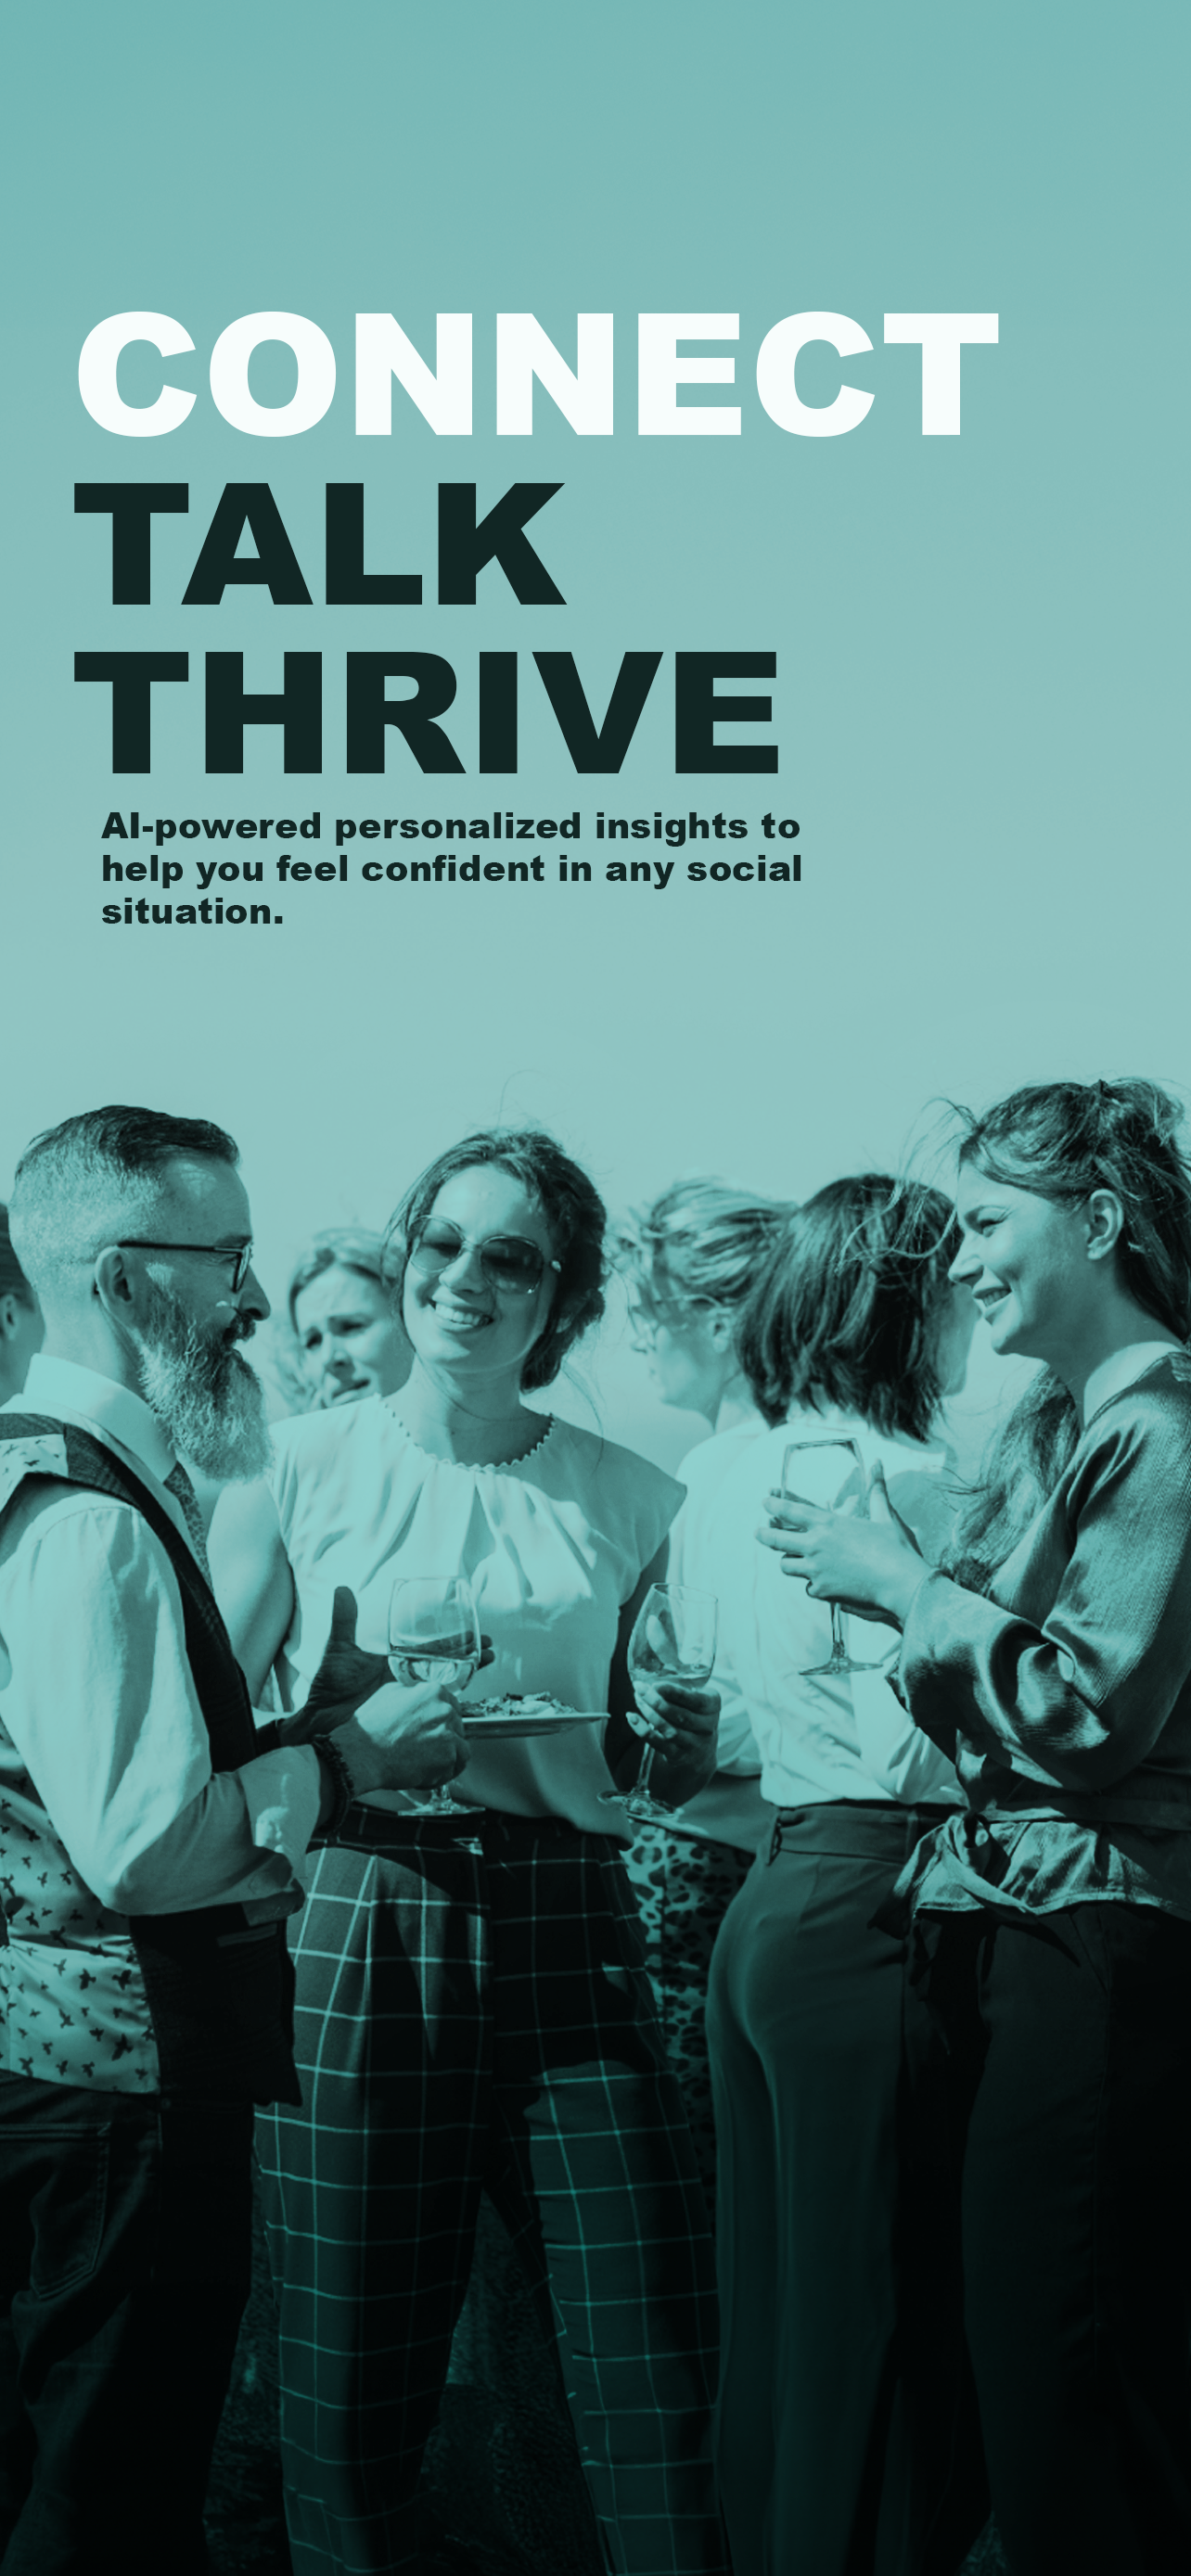 CONNECT
TALK
THRIVE
AI-powered personalized insights to
help you feel confident in any social
situation.